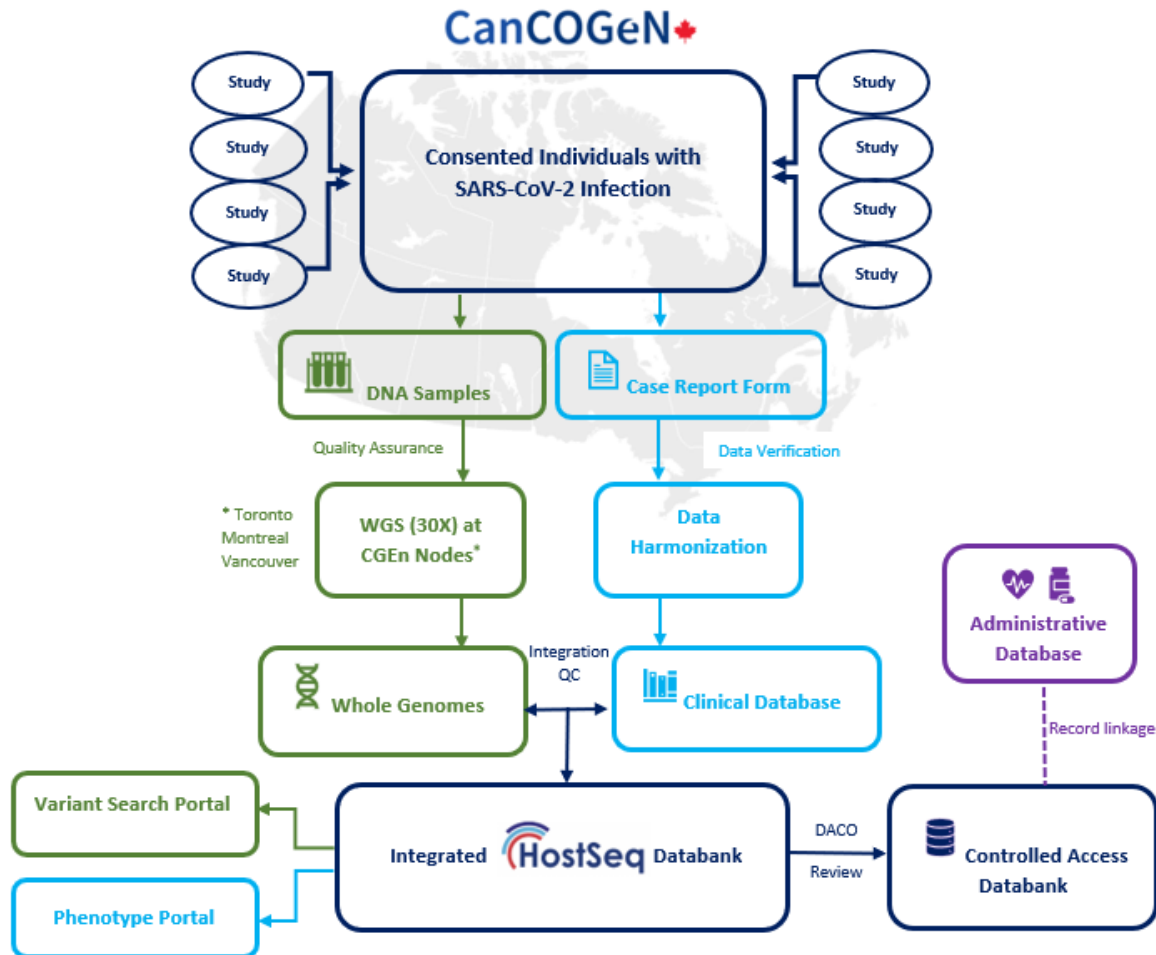 CanCOGeN
Study
Study
Study
Study
Study
Study
Study
Study
Consented Individuals with
SARS-CoV-2 Infection
DNA Samples
Case Report Form
Quality Assurance
Data Verification
* Toronto
Montreal
Vancouver
WGS (30X) at
CGEn Nodes*
Data
Harmonization
Administrative
Database
Integration
QC
Whole Genomes
Clinical Database
Record linkage
Variant Search Portal
Phenotype Portal
Integrated HostSeq Databank
DACO
Review
Controlled Access
Databank